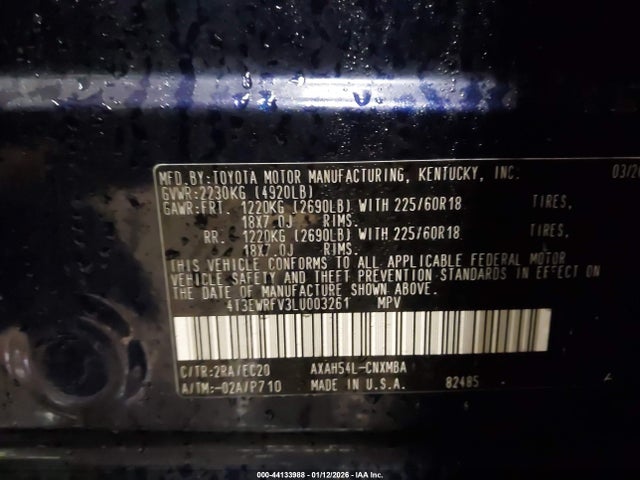 MFD.BY:TOYOTA MOTOR MANUFACTURING, KENTUCKY, INC. 03/20
GVWR:2230KG (4920LB)
GAWR:FRT. 1220KG (2690LB) WITH 225/60R18 TIRES,
18X7.0J RIMS.
RR. 1220KG (2690LB) WITH 225/60R18 TIRES,
18X7.0J RIMS.
THIS VEHICLE CONFORMS TO ALL APPLICABLE FEDERAL MOTOR
VEHICLE SAFETY AND THEFT PREVENTION STANDARDS IN EFFECT ON
THE DATE OF MANUFACTURE SHOWN ABOVE.
4T3EWRFV3LU003261 MPV
C/TR:2RA/EC20 AXAH54L-CNXMBA
A/TM:-02A/P710 MADE IN U.S.A. 82485
000-44133988 - 01/12/2026 - IAA Inc.